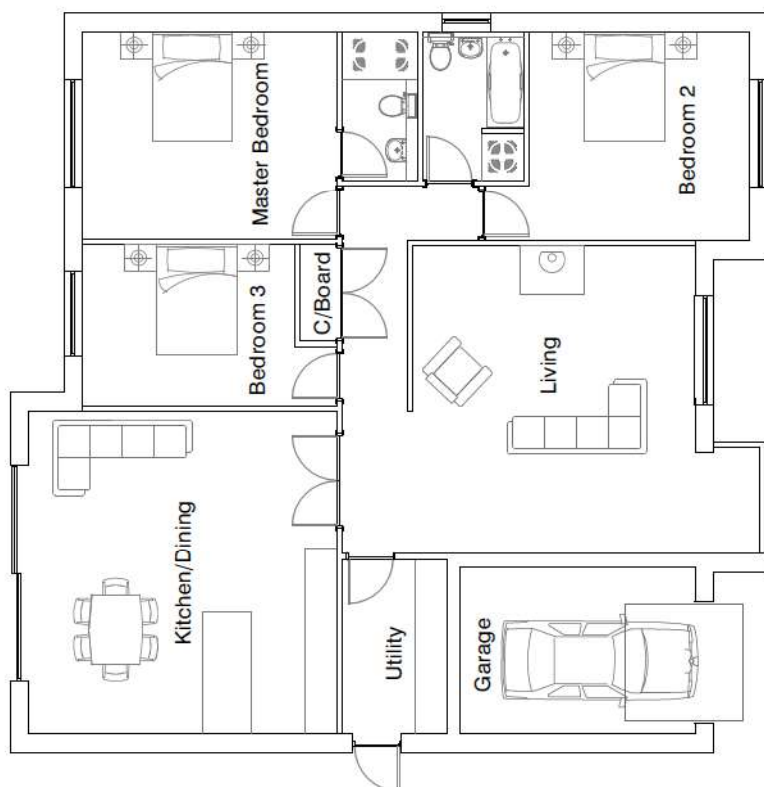 Master Bedroom
Bedroom 2
Bedroom 3
C/Board
Living
Kitchen/Dining
Utility
Garage